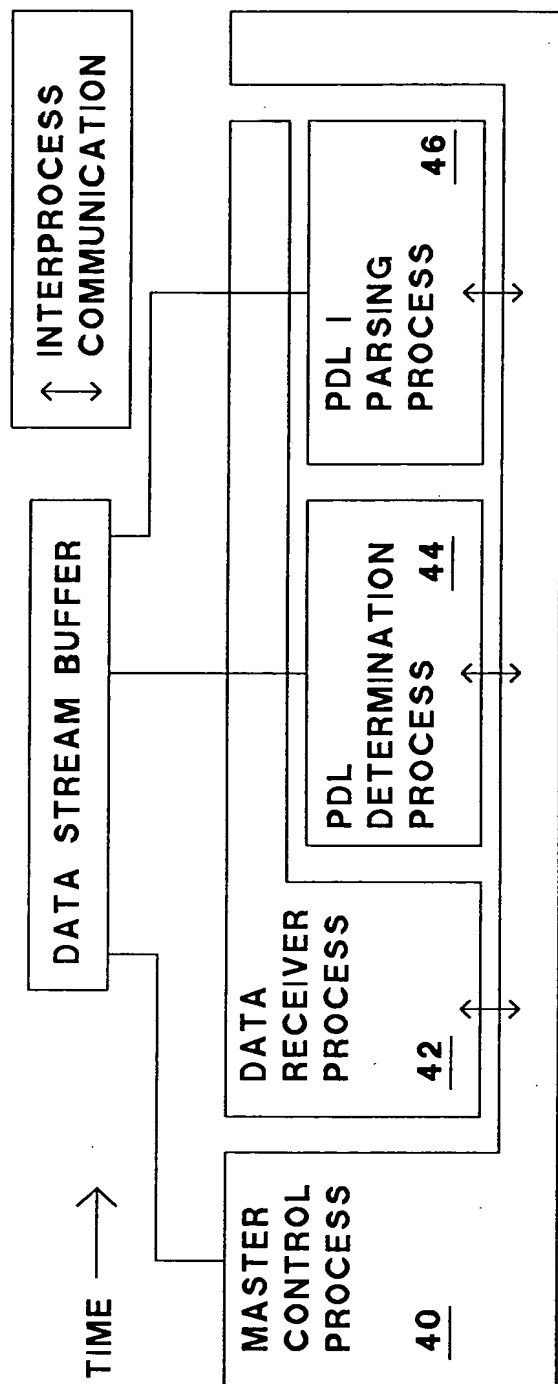 TIME
DATA STREAM BUFFER
INTERPROCESS
COMMUNICATION
MASTER
CONTROL
PROCESS
40
DATA
RECEIVER
PROCESS
42
PDL
DETERMINATION
PROCESS
44
PDL I
PARSING
PROCESS
46